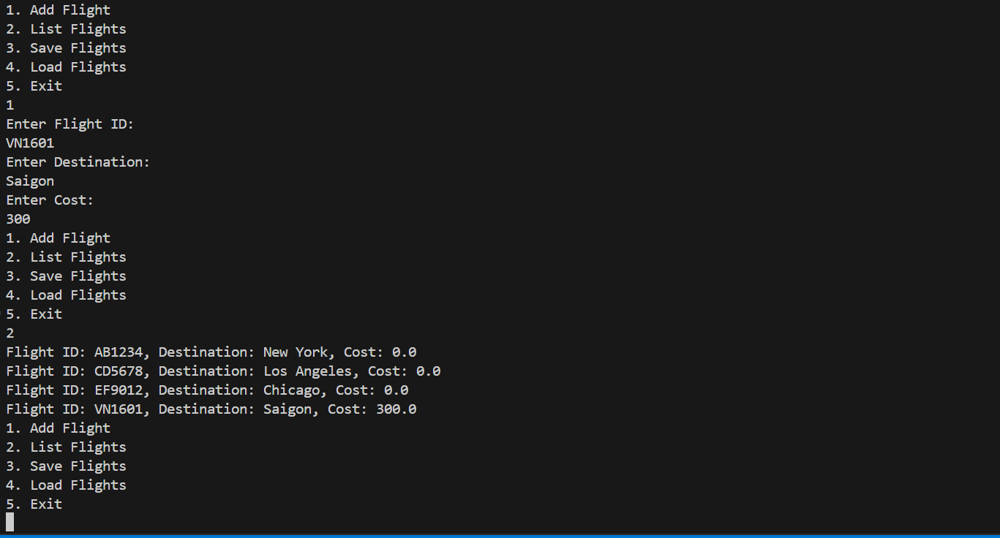 1. Add Flight
2. List Flights
3. Save Flights
4. Load Flights
5. Exit
1
Enter Flight ID:
VN1601
Enter Destination:
Saigon
Enter Cost:
300
1. Add Flight
2. List Flights
3. Save Flights
4. Load Flights
5. Exit
2
Flight ID: AB1234, Destination: New York, Cost: 0.0
Flight ID: CD5678, Destination: Los Angeles, Cost: 0.0
Flight ID: EF9012, Destination: Chicago, Cost: 0.0
Flight ID: VN1601, Destination: Saigon, Cost: 300.0
1. Add Flight
2. List Flights
3. Save Flights
4. Load Flights
5. Exit